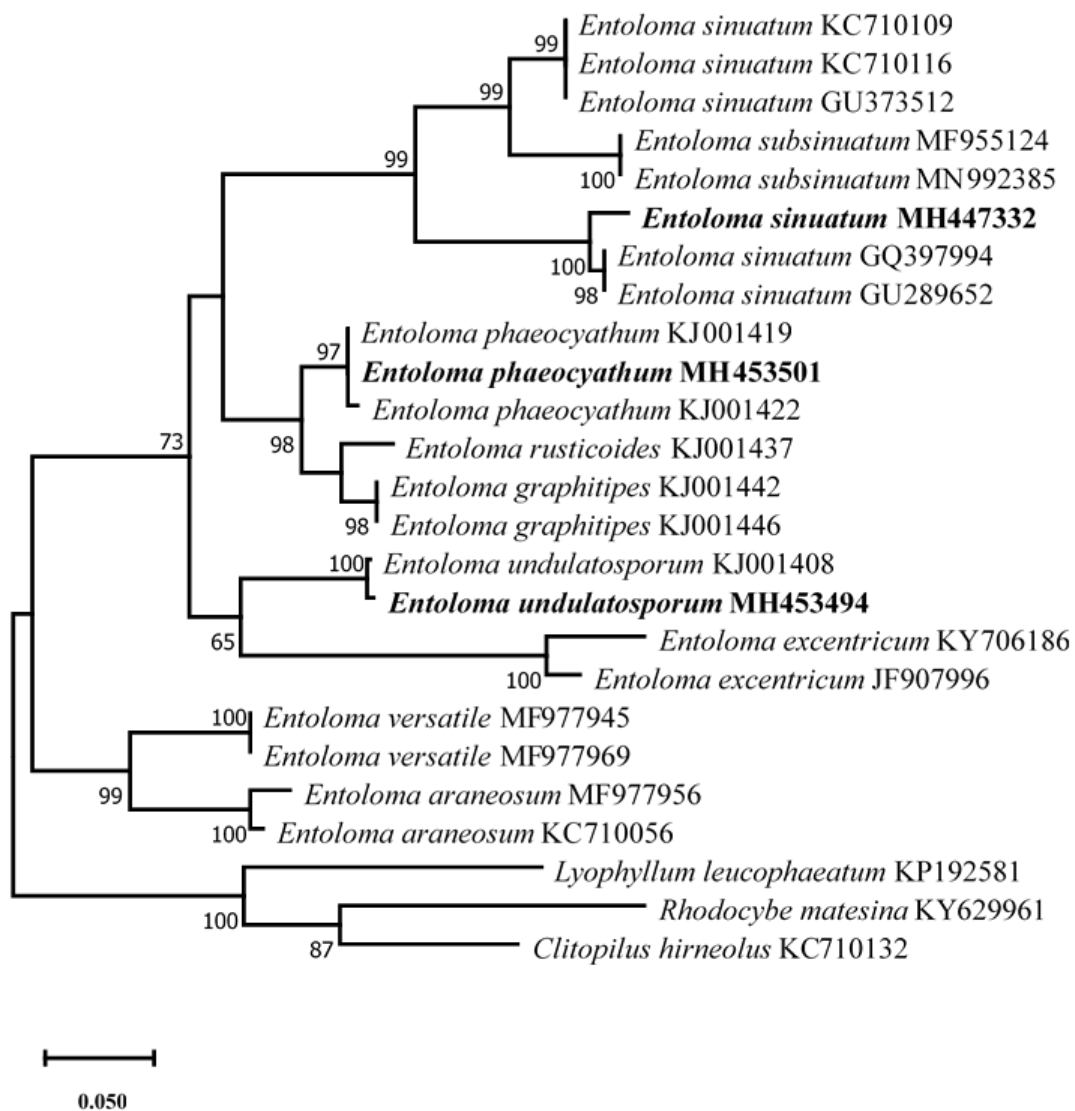 Entoloma sinuatum KC710109
99
Entoloma sinuatum KC710116
99
Entoloma sinuatum GU373512
Entoloma subsinuatum MF955124
99
100
Entoloma subsinuatum MN992385
Entoloma sinuatum MH447332
Entoloma sinuatum GQ397994
100
98
Entoloma sinuatum GU289652
Entoloma phaeocyathum KJ001419
97
Entoloma phaeocyathum MH453501
Entoloma phaeocyathum KJ001422
73
98
Entoloma rusticoides KJ001437
Entoloma graphitipes KJ001442
98
Entoloma graphitipes KJ001446
100
Entoloma undulatosporum KJ001408
Entoloma undulatosporum MH453494
65
Entoloma excentricum KY706186
100
Entoloma excentricum JF907996
100
Entoloma versatile MF977945
Entoloma versatile MF977969
99
Entoloma araneosum MF977956
100
Entoloma araneosum KC710056
Lyophyllum leucophaeatum KP192581
100
Rhodocybe matesina KY629961
87
Clitopilus hirneolus KC710132
0.050